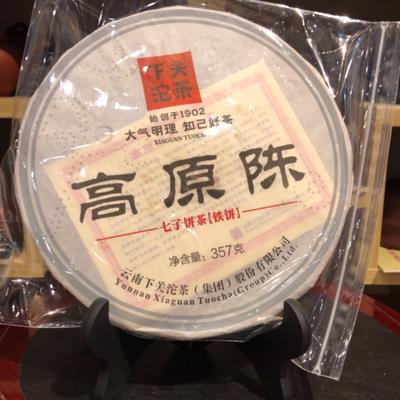 下关
沱茶
始创于1902
大气明理 知己好茶
XIAGUAN TUOCHA
高原陈
七子饼茶[铁饼]
净含量:357克
云南下关沱茶(集团)股份有限公司
Yunnan Xiaguan Tuocha(Group)Co.,Ltd.